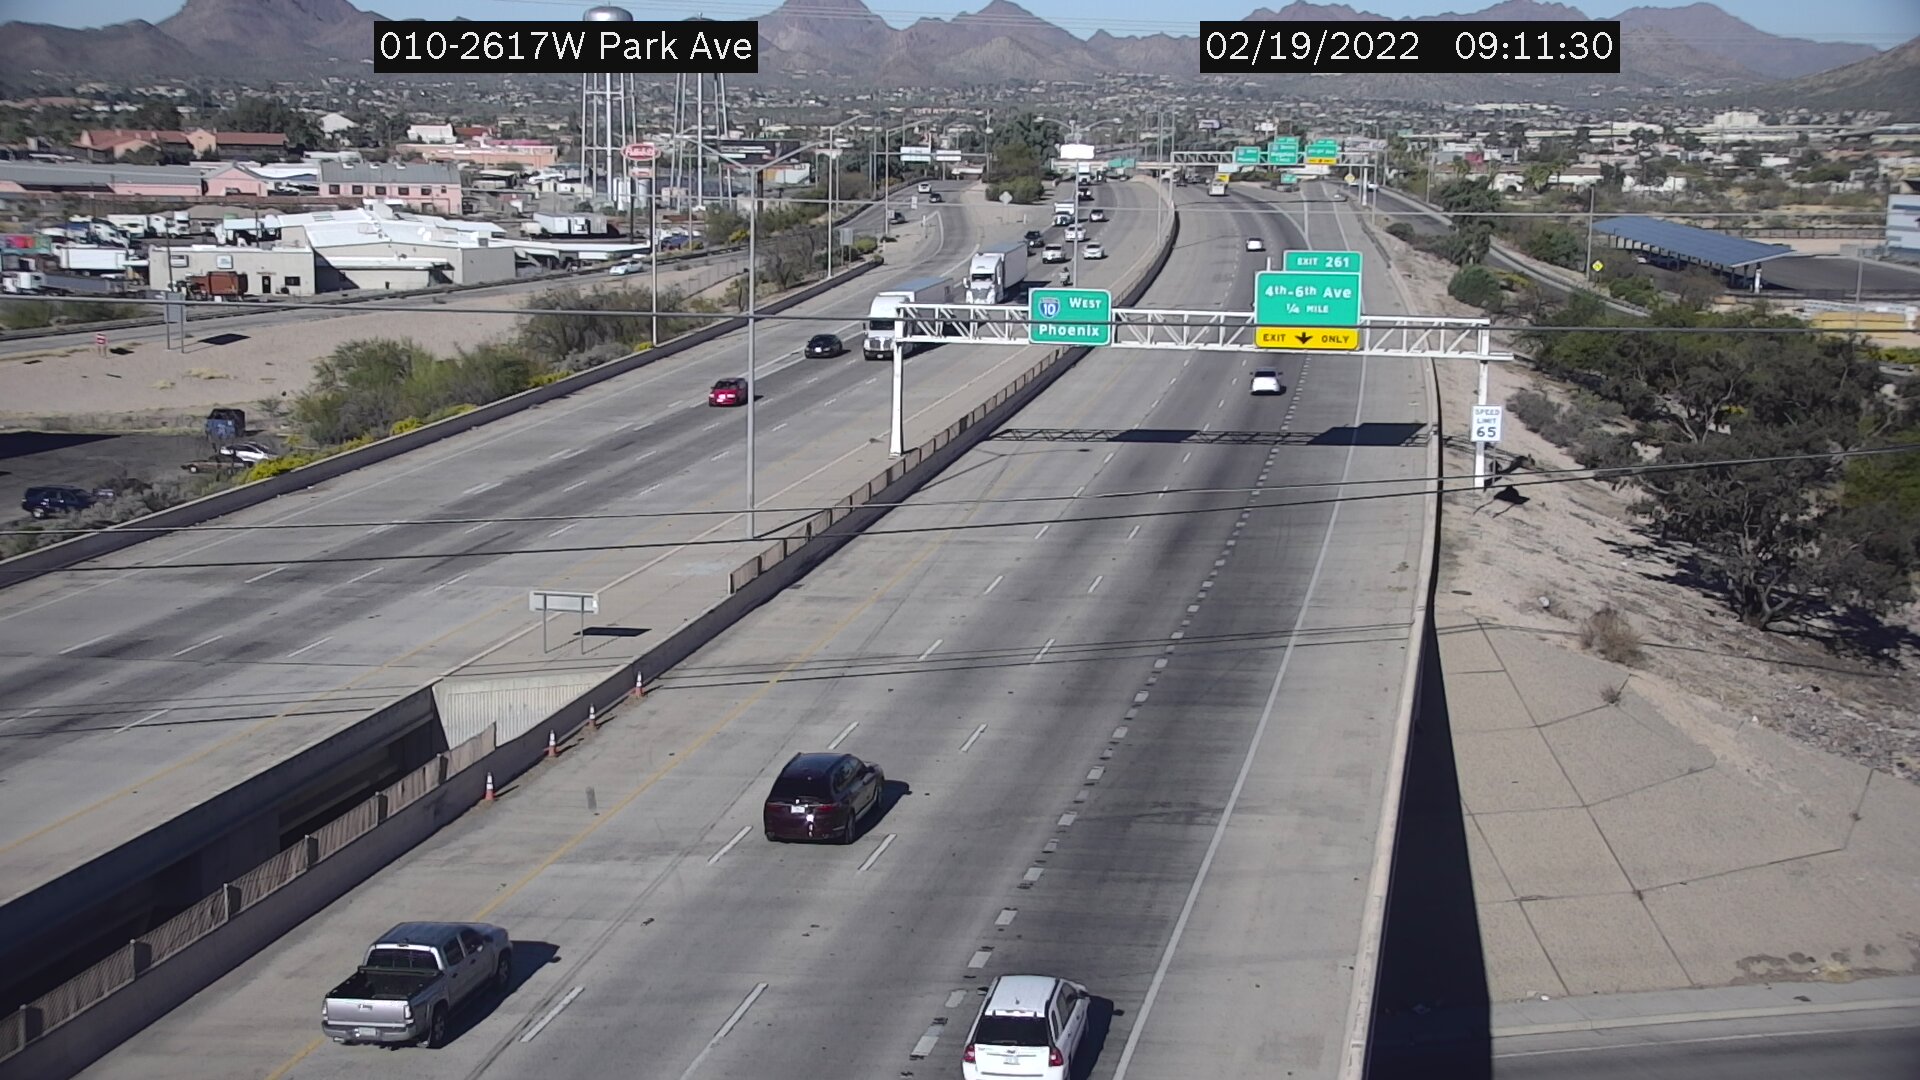 010-2617W Park Ave
02/19/2022 09:11:30
EXIT 261
4th-6th Ave
1/4 MILE
EXIT ONLY
10 WEST
Phoenix
SPEED
LIMIT
65